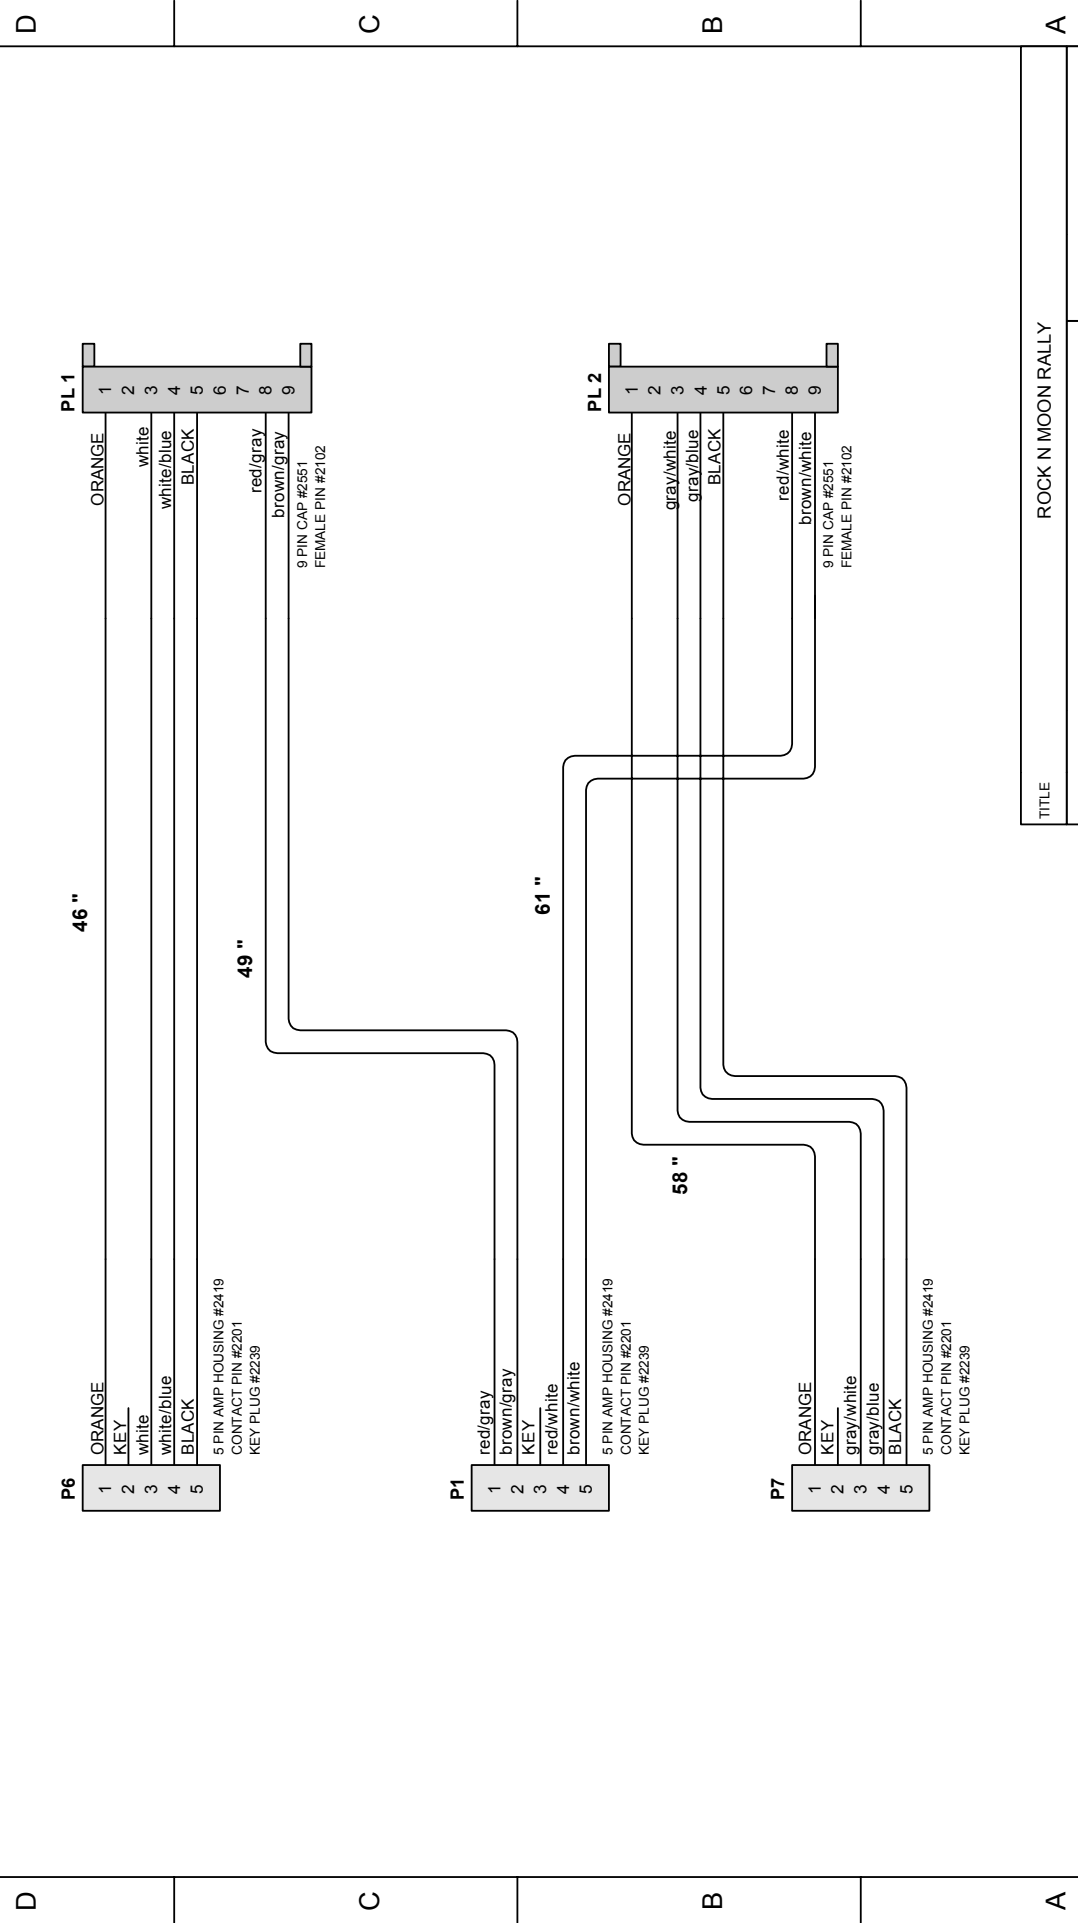 D
C
B
A
P6
1
2
3
4
5
ORANGE
KEY
white
white/blue
BLACK
5 PIN AMP HOUSING #2419
CONTACT PIN #2201
KEY PLUG #2239
46 "
PL 1
1
2
3
4
5
6
7
8
9
ORANGE
white
white/blue
BLACK
red/gray
brown/gray
9 PIN CAP #2551
FEMALE PIN #2102
49 "
P1
1
2
3
4
5
red/gray
brown/gray
KEY
red/white
brown/white
5 PIN AMP HOUSING #2419
CONTACT PIN #2201
KEY PLUG #2239
61 "
PL 2
1
2
3
4
5
6
7
8
9
ORANGE
gray/white
gray/blue
BLACK
red/white
brown/white
9 PIN CAP #2551
FEMALE PIN #2102
58 "
P7
1
2
3
4
5
ORANGE
KEY
gray/white
gray/blue
BLACK
5 PIN AMP HOUSING #2419
CONTACT PIN #2201
KEY PLUG #2239
TITLE
ROCK N MOON RALLY
D
C
B
A